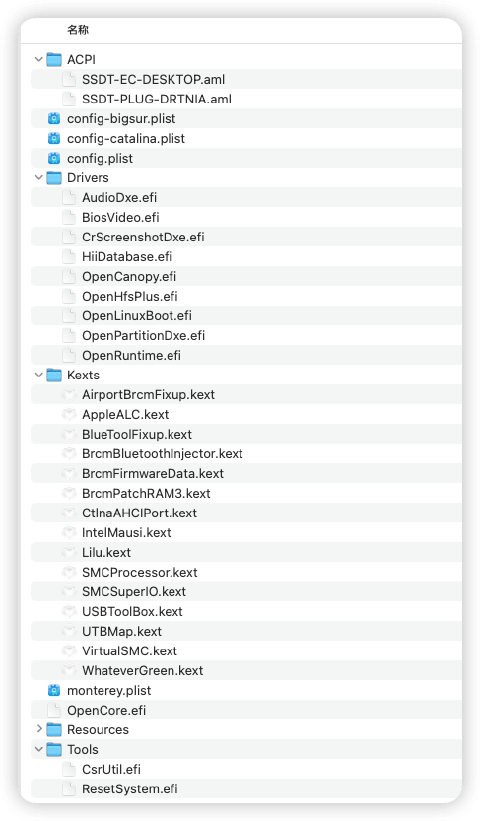 名称
ACPI
SSDT-EC-DESKTOP.aml
SSDT-PLUG-DRTNIA.aml
config-bigsur.plist
config-catalina.plist
config.plist
Drivers
AudioDxe.efi
BiosVideo.efi
CrScreenshotDxe.efi
HiiDatabase.efi
OpenCanopy.efi
OpenHfsPlus.efi
OpenLinuxBoot.efi
OpenPartitionDxe.efi
OpenRuntime.efi
Kexts
AirportBrcmFixup.kext
AppleALC.kext
BlueToolFixup.kext
BrcmBluetoothInjector.kext
BrcmFirmwareData.kext
BrcmPatchRAM3.kext
CtlnaAHCIPort.kext
IntelMausi.kext
Lilu.kext
SMCProcessor.kext
SMCSuperIO.kext
USBToolBox.kext
UTBMap.kext
VirtualSMC.kext
WhateverGreen.kext
monterey.plist
OpenCore.efi
Resources
Tools
CsrUtil.efi
ResetSystem.efi